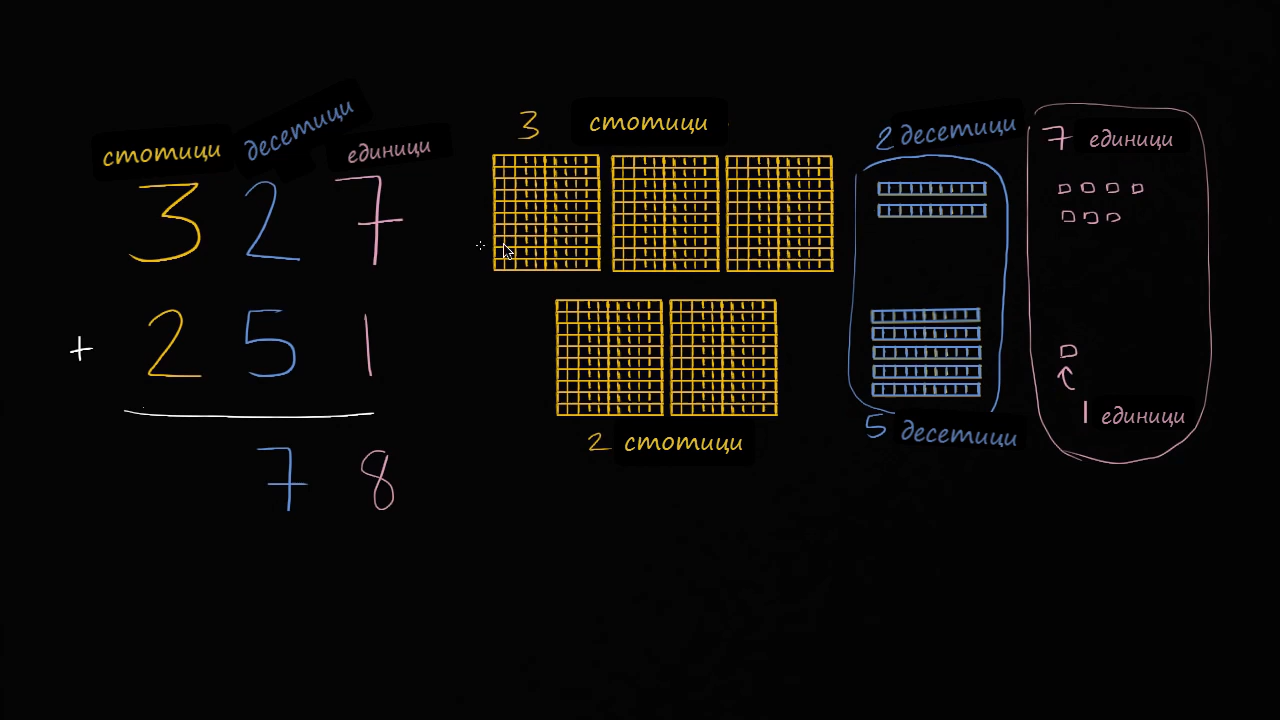 стотици десетици единици
3 2 7
+ 2 5 1
7 8
3 стотици
2 стотици
2 десетици
5 десетици
7 единици
1 единици